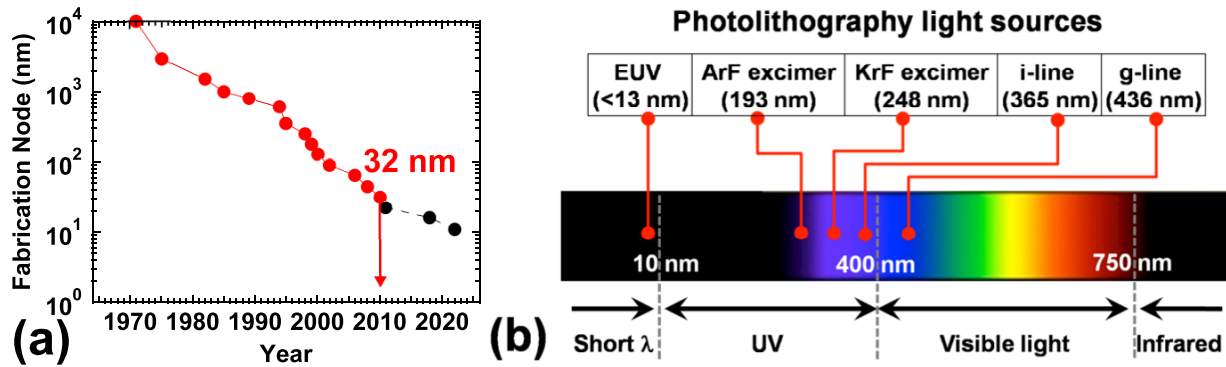 10⁴
10³
10²
10¹
10⁰
Fabrication Node (nm)
32 nm
1970 1980 1990 2000 2010 2020
Year
(a)
Photolithography light sources
EUV ArF excimer KrF excimer i-line g-line
(<13 nm) (193 nm) (248 nm) (365 nm) (436 nm)
10 nm 400 nm 750 nm
Short λ UV Visible light Infrared
(b)